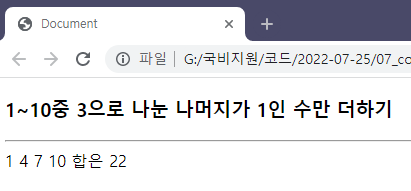 Document
파일 G:/국비지원/코드/2022-07-25/07_co
1~10중 3으로 나눈 나머지가 1인 수만 더하기
1 4 7 10 합은 22